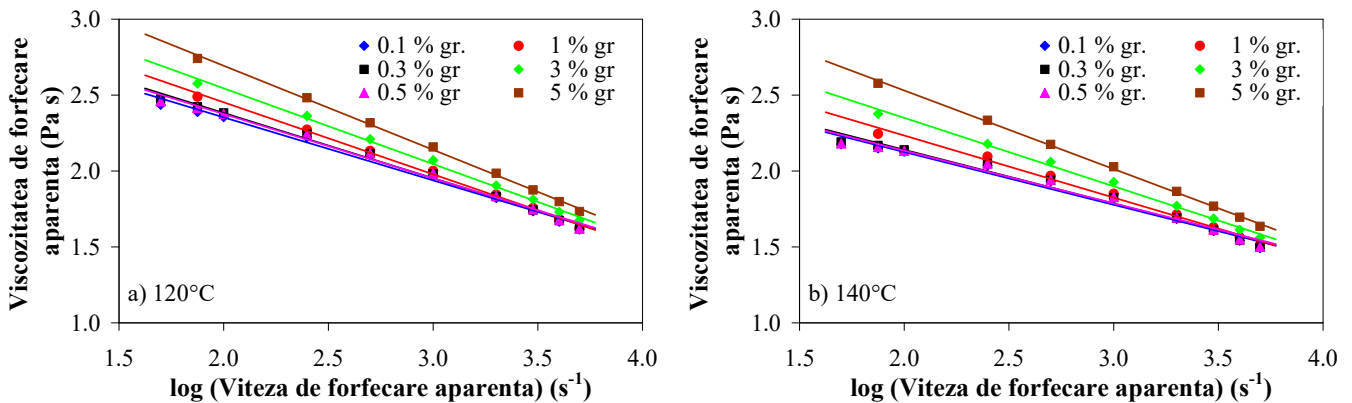 Viscozitatea de forfecare
aparenta (Pa s)
3.0
2.5
2.0
1.5
1.0
0.1 % gr.
1 % gr
0.3 % gr
3 % gr
0.5 % gr.
5 % gr
a) 120°C
1.5 2.0 2.5 3.0 3.5 4.0
log (Viteza de forfecare aparenta) (s⁻¹)
Viscozitatea de forfecare
aparenta (Pa s)
3.0
2.5
2.0
1.5
1.0
0.1 % gr.
1 % gr.
0.3 % gr.
3 % gr.
0.5 % gr.
5 % gr.
b) 140°C
1.5 2.0 2.5 3.0 3.5 4.0
log (Viteza de forfecare aparenta) (s⁻¹)